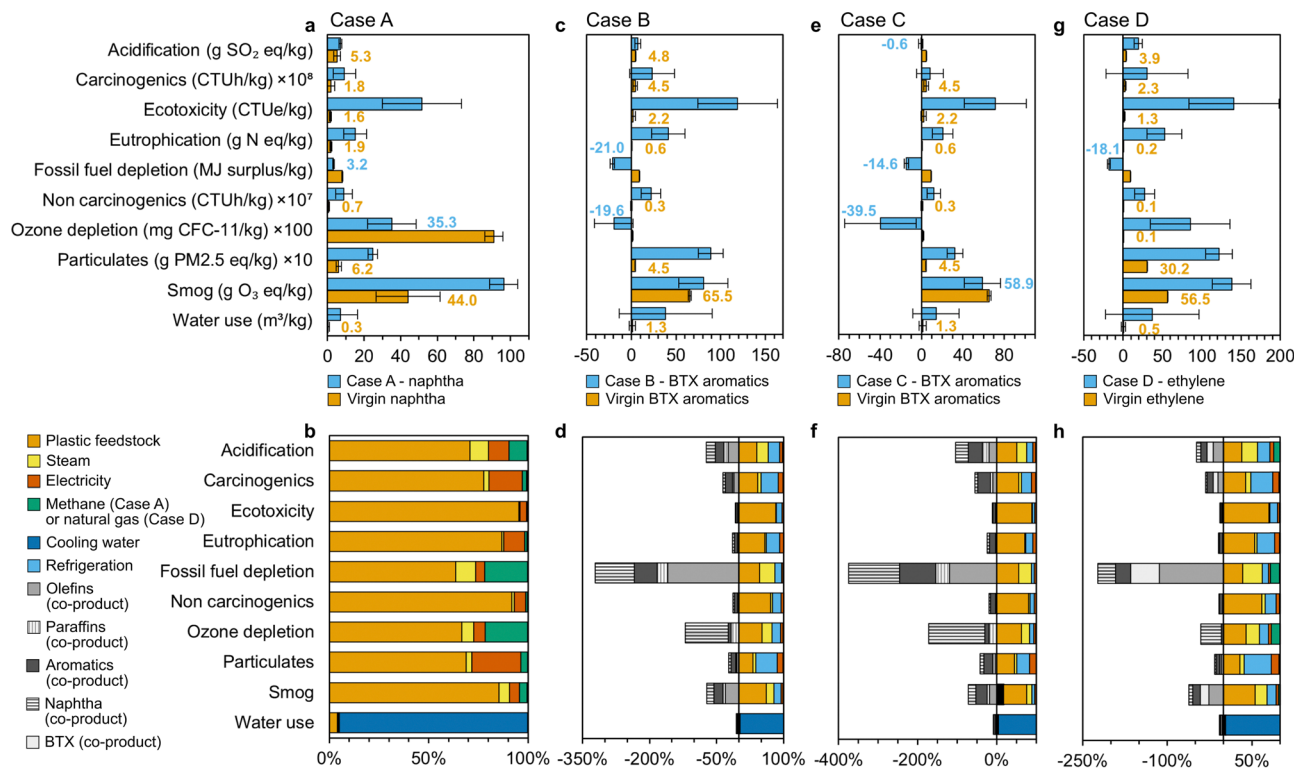 a Case A
c Case B
e Case C
g Case D
Acidification (g SO₂ eq/kg)
Carcinogenics (CTUh/kg) ×10⁸
Ecotoxicity (CTUe/kg)
Eutrophication (g N eq/kg)
Fossil fuel depletion (MJ surplus/kg)
Non carcinogenics (CTUh/kg) ×10⁷
Ozone depletion (mg CFC-11/kg) ×100
Particulates (g PM2.5 eq/kg) ×10
Smog (g O₃ eq/kg)
Water use (m³/kg)
5.3
1.8
1.6
1.9
3.2
0.7
35.3
6.2
44.0
0.3
0 20 40 60 80 100
Case A - naphtha
Virgin naphtha
4.8
4.5
2.2
0.6
-21.0
0.3
-19.6
4.5
65.5
1.3
-50 0 50 100 150
Case B - BTX aromatics
Virgin BTX aromatics
-0.6
4.5
2.2
0.6
-14.6
0.3
-39.5
4.5
58.9
1.3
-80 -40 0 40 80
Case C - BTX aromatics
Virgin BTX aromatics
3.9
2.3
1.3
0.2
-18.1
0.1
0.1
30.2
56.5
0.5
-50 0 50 100 150 200
Case D - ethylene
Virgin ethylene
Plastic feedstock
Steam
Electricity
Methane (Case A)
or natural gas (Case D)
Cooling water
Refrigeration
Olefins
(co-product)
Paraffins
(co-product)
Aromatics
(co-product)
Naphtha
(co-product)
BTX (co-product)
b
d
f
h
Acidification
Carcinogenics
Ecotoxicity
Eutrophication
Fossil fuel depletion
Non carcinogenics
Ozone depletion
Particulates
Smog
Water use
0% 50% 100%
-350% -200% -50% 100%
-400% -200% 0%
-250% -100% 50%